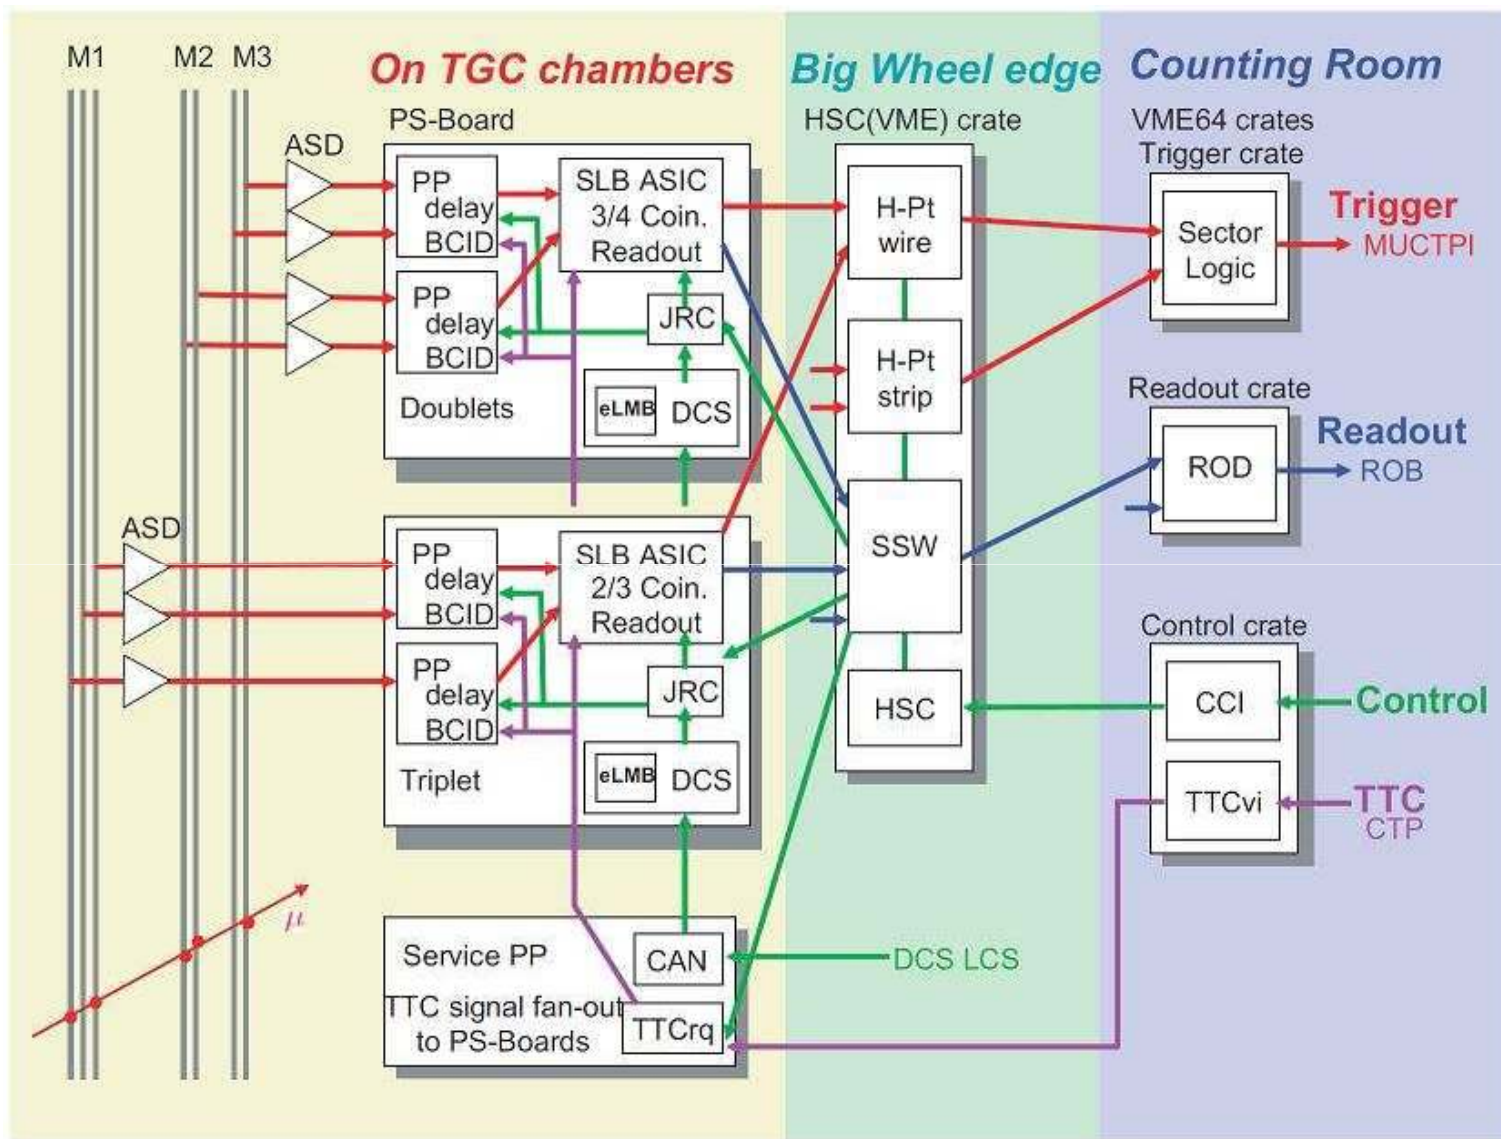 M1
M2
M3
On TGC chambers
Big Wheel edge
Counting Room
PS-Board
HSC(VME) crate
VME64 crates
Trigger crate
ASD
PP
delay
BCID
SLB ASIC
3/4 Coin.
Readout
H-Pt
wire
Sector
Logic
Trigger
MUCTPI
PP
delay
BCID
JRC
H-Pt
strip
Doublets
eLMB
DCS
Readout crate
Readout
ROB
ROD
ASD
PP
delay
BCID
SLB ASIC
2/3 Coin.
Readout
SSW
PP
delay
BCID
JRC
HSC
Control crate
CCI
Control
Triplet
eLMB
DCS
TTCvi
TTC
CTP
μ
Service PP
CAN
DCS LCS
TTC signal fan-out
to PS-Boards
TTCrq